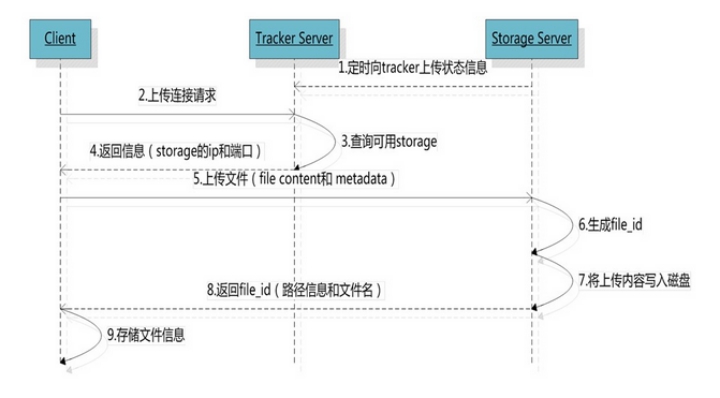 Client
Tracker Server
Storage Server
1.定时向tracker上传状态信息
2.上传连接请求
3.查询可用storage
4.返回信息（storage的ip和端口）
5.上传文件（file content和 metadata）
6.生成file_id
7.将上传内容写入磁盘
8.返回file_id（路径信息和文件名）
9.存储文件信息